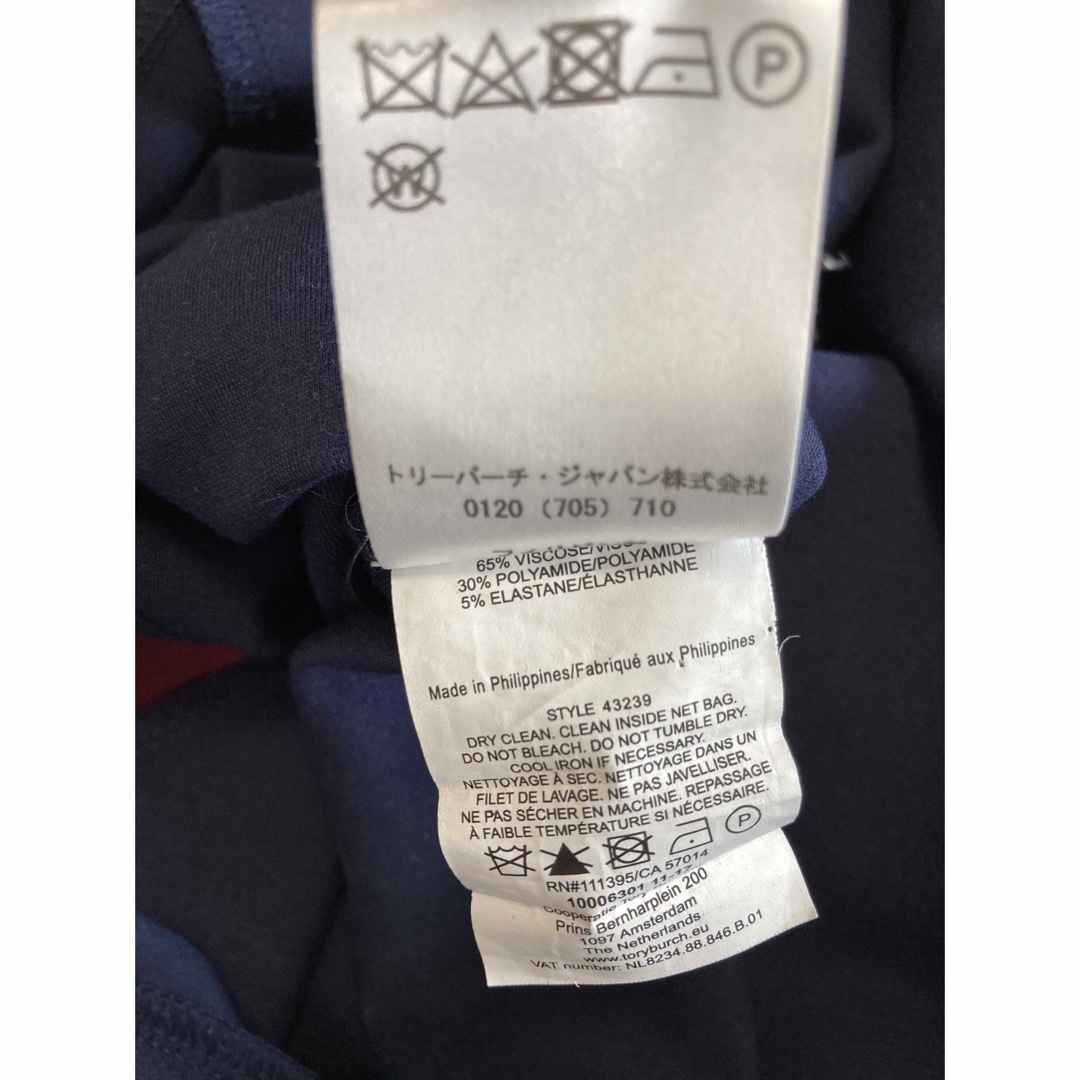 P
W
トリーバーチ・ジャパン株式会社
0120 (705) 710
65% VISCOSE/
30% POLYAMIDE/POLYAMIDE
5% ELASTANE/ÉLASTHANNE
Made in Philippines/Fabriqué aux Philippines
STYLE 43239
DRY CLEAN. CLEAN INSIDE NET BAG.
DO NOT BLEACH. DO NOT TUMBLE DRY.
COOL IRON IF NECESSARY.
NETTOYAGE À SEC. NETTOYAGE DANS UN
FILET DE LAVAGE. NE PAS JAVELLISER.
NE PAS SÉCHER EN MACHINE. REPASSAGE
À FAIBLE TEMPÉRATURE SI NÉCESSAIRE.
P
RN#111395/CA 57014
10006301 11-17
Prins Bernharplein 200
1097 Amsterdam
The Netherlands
www.toryburch.eu
VAT number: NL8234.88.846.B.01